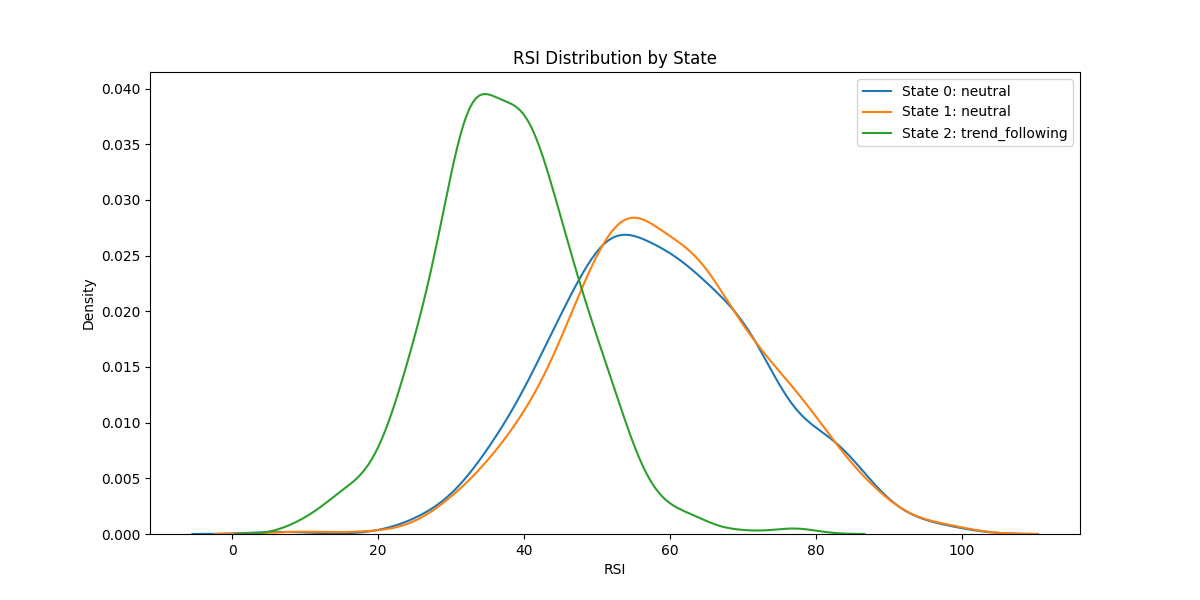 RSI Distribution by State
State 0: neutral
State 1: neutral
State 2: trend_following
0.040
0.035
0.030
0.025
0.020
0.015
0.010
0.005
0.000
Density
0 20 40 60 80 100
RSI